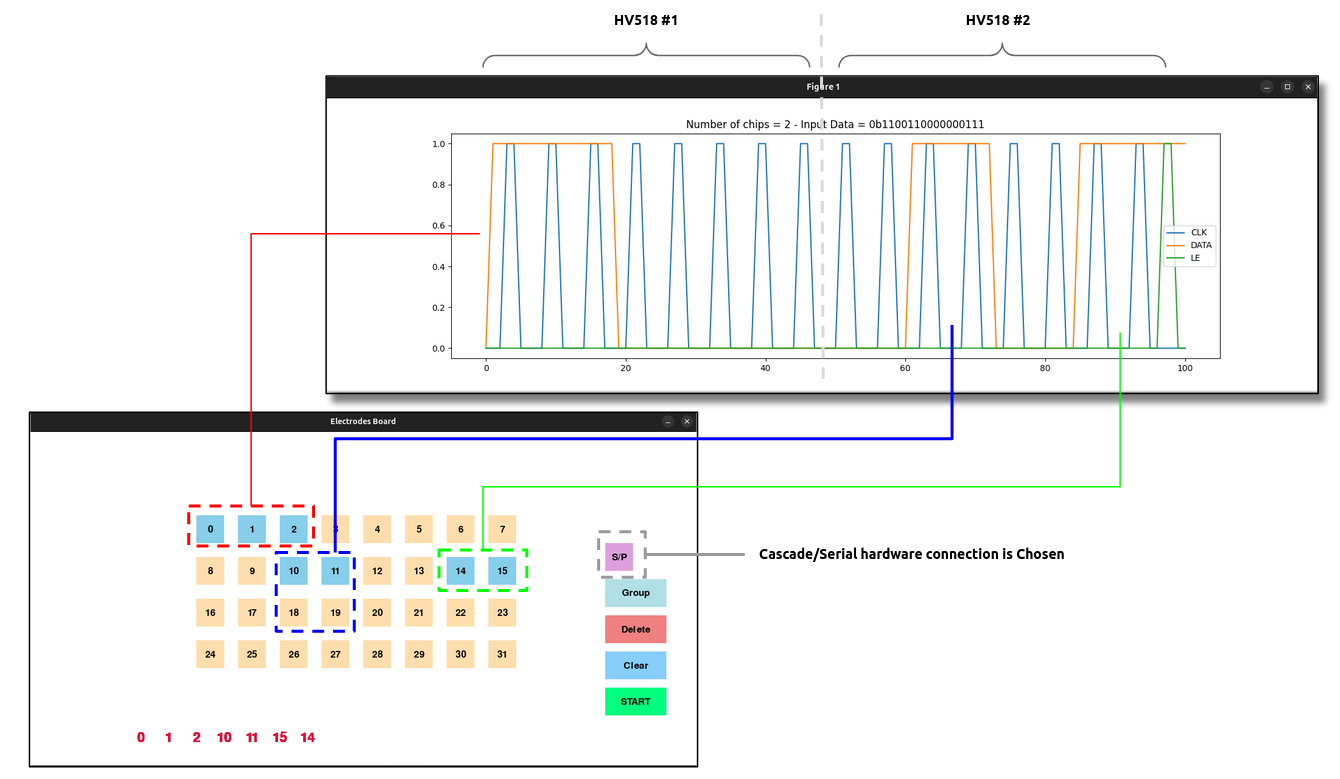 HV518 #1 HV518 #2
Figure 1
Number of chips = 2 - Input Data = 0b1100110000000111
1.0
0.8
0.6
0.4
0.2
0.0
CLK
DATA
LE
0 20 40 60 80 100
Electrodes Board
0 1 2 3 4 5 6 7
8 9 10 11 12 13 14 15
16 17 18 19 20 21 22 23
24 25 26 27 28 29 30 31
S/P
Cascade/Serial hardware connection is Chosen
Group
Delete
Clear
START
0 1 2 10 11 15 14